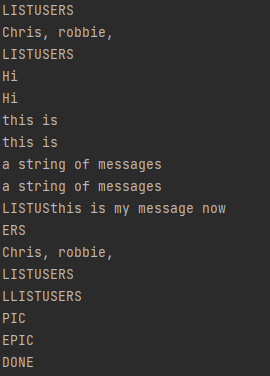 LISTUSERS
Chris, robbie,
LISTUSERS
Hi
Hi
this is
this is
a string of messages
a string of messages
LISTUSthis is my message now
ERS
Chris, robbie,
LISTUSERS
LLISTUSERS
PIC
EPIC
DONE